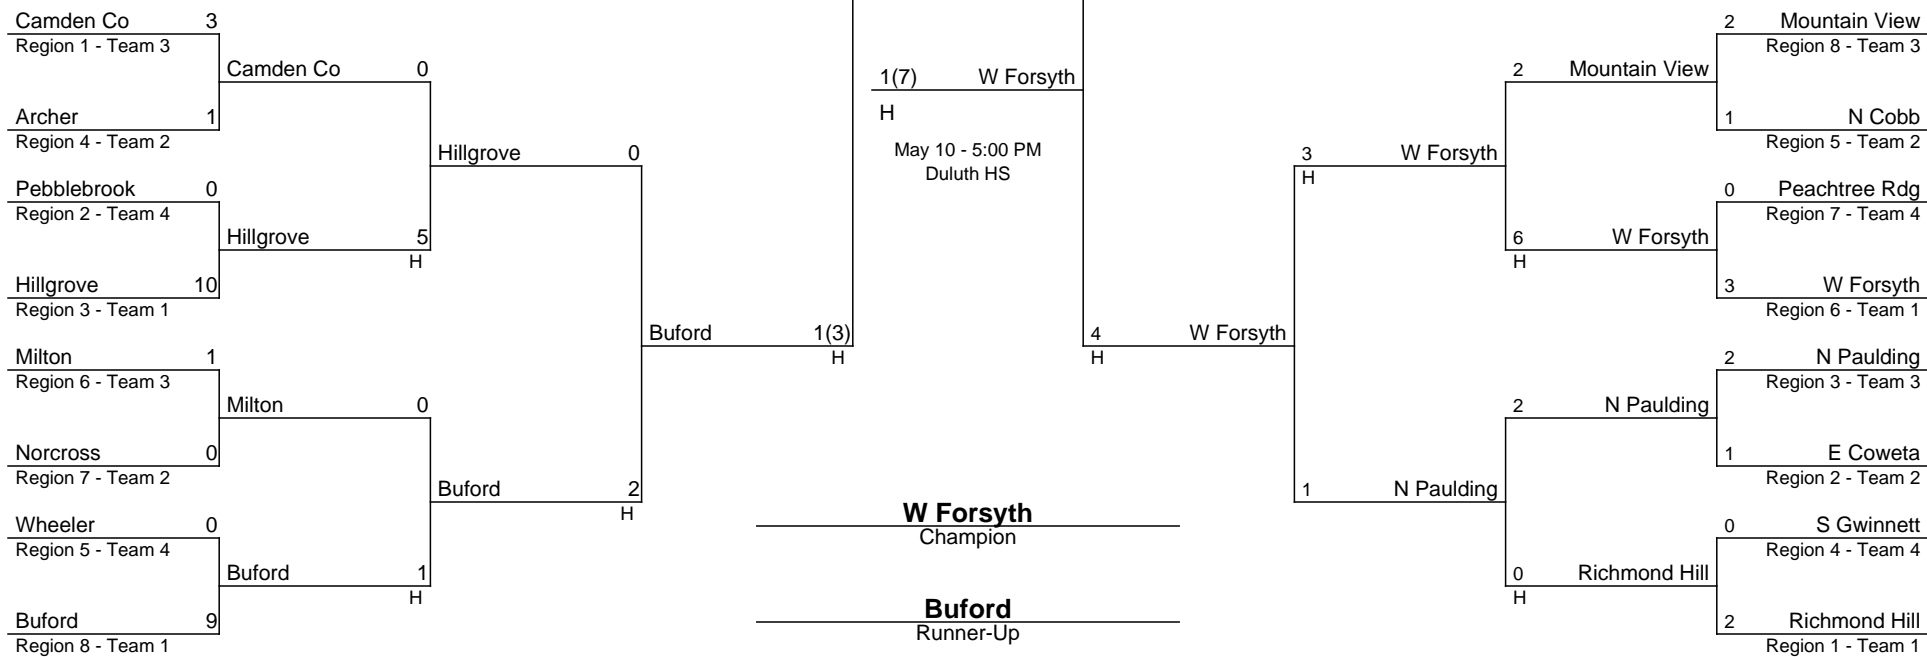 Camden Co 3
Region 1 - Team 3
Camden Co 0
Archer 1
Region 4 - Team 2
Hillgrove 0
Pebblebrook 0
Region 2 - Team 4
Hillgrove 5
H
Hillgrove 10
Region 3 - Team 1
Buford 1(3)
H
Milton 1
Region 6 - Team 3
Milton 0
Norcross 0
Region 7 - Team 2
Buford 2
H
Wheeler 0
Region 5 - Team 4
Buford 1
H
Buford 9
Region 8 - Team 1
1(7) W Forsyth
H
May 10 - 5:00 PM
Duluth HS
W Forsyth
Champion
Buford
Runner-Up
2 Mountain View
Region 8 - Team 3
2 Mountain View
1 N Cobb
Region 5 - Team 2
3 W Forsyth
H
0 Peachtree Rdg
Region 7 - Team 4
6 W Forsyth
H
3 W Forsyth
Region 6 - Team 1
4 W Forsyth
H
2 N Paulding
Region 3 - Team 3
2 N Paulding
1 E Coweta
Region 2 - Team 2
1 N Paulding
0 S Gwinnett
Region 4 - Team 4
0 Richmond Hill
H
2 Richmond Hill
Region 1 - Team 1